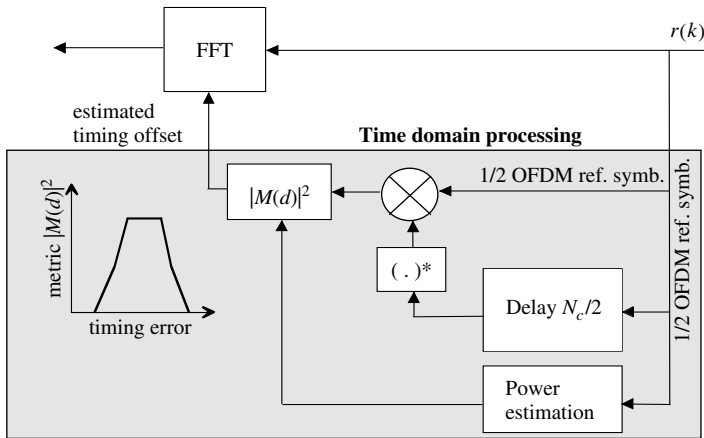 r(k)
FFT
estimated
timing offset
Time domain processing
1/2 OFDM ref. symb.
|M(d)|²
metric |M(d)|²
timing error
( . )*
1/2 OFDM ref. symb.
Delay N_c/2
Power
estimation